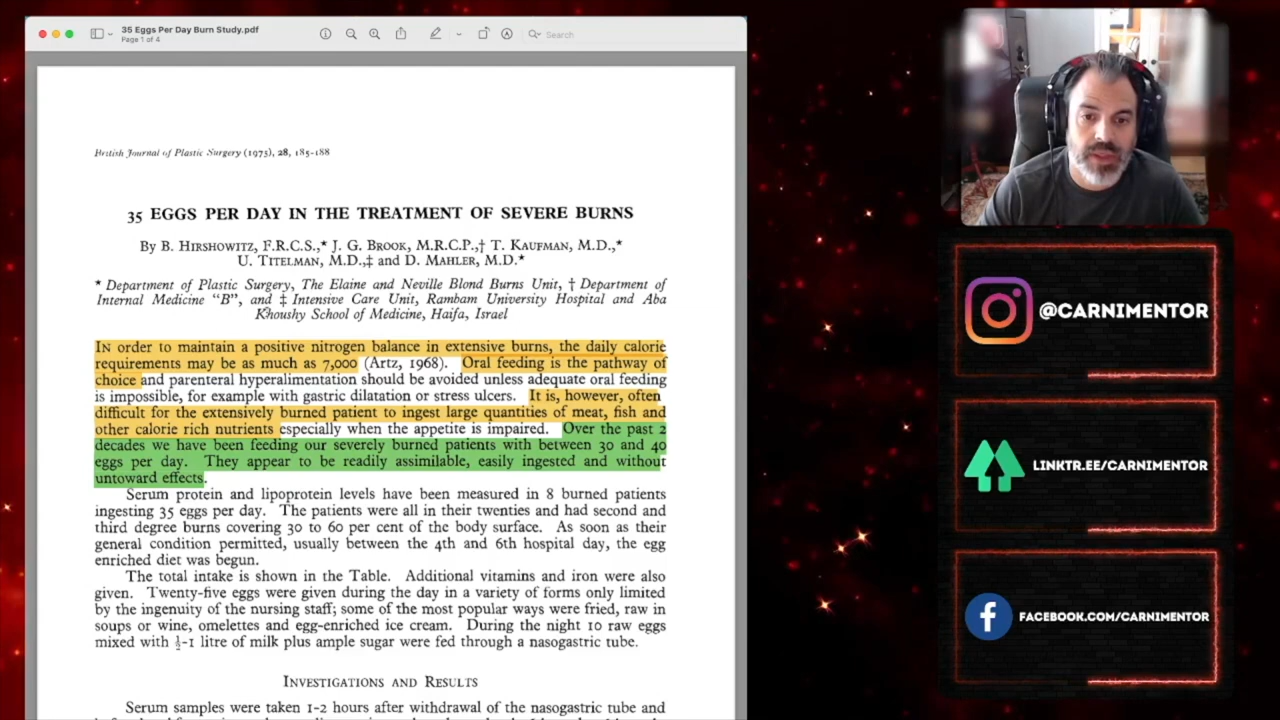 35 Eggs Per Day Burn Study.pdf
Page 1 of 4
Search
British Journal of Plastic Surgery (1975), 28, 185-188
35 EGGS PER DAY IN THE TREATMENT OF SEVERE BURNS
By B. HIRSHOWITZ, F.R.C.S.,* J. G. BROOK, M.R.C.P.,† T. KAUFMAN, M.D.,*
U. TITELMAN, M.D.,‡ and D. MAHLER, M.D.*
* Department of Plastic Surgery, The Elaine and Neville Blond Burns Unit, † Department of
Internal Medicine "B", and ‡ Intensive Care Unit, Rambam University Hospital and Aba
Khoushy School of Medicine, Haifa, Israel
IN order to maintain a positive nitrogen balance in extensive burns, the daily calorie
requirements may be as much as 7,000 (Artz, 1968). Oral feeding is the pathway of
choice and parenteral hyperalimentation should be avoided unless adequate oral feeding
is impossible, for example with gastric dilatation or stress ulcers. It is, however, often
difficult for the extensively burned patient to ingest large quantities of meat, fish and
other calorie rich nutrients especially when the appetite is impaired. Over the past 2
decades we have been feeding our severely burned patients with between 30 and 40
eggs per day. They appear to be readily assimilable, easily ingested and without
untoward effects.
Serum protein and lipoprotein levels have been measured in 8 burned patients
ingesting 35 eggs per day. The patients were all in their twenties and had second and
third degree burns covering 30 to 60 per cent of the body surface. As soon as their
general condition permitted, usually between the 4th and 6th hospital day, the egg
enriched diet was begun.
The total intake is shown in the Table. Additional vitamins and iron were also
given. Twenty-five eggs were given during the day in a variety of forms only limited
by the ingenuity of the nursing staff; some of the most popular ways were fried, raw in
soups or wine, omelettes and egg-enriched ice cream. During the night 10 raw eggs
mixed with ½-1 litre of milk plus ample sugar were fed through a nasogastric tube.
INVESTIGATIONS AND RESULTS
Serum samples were taken 1-2 hours after withdrawal of the nasogastric tube and
@CARNIMENTOR
LINKTR.EE/CARNIMENTOR
FACEBOOK.COM/CARNIMENTOR